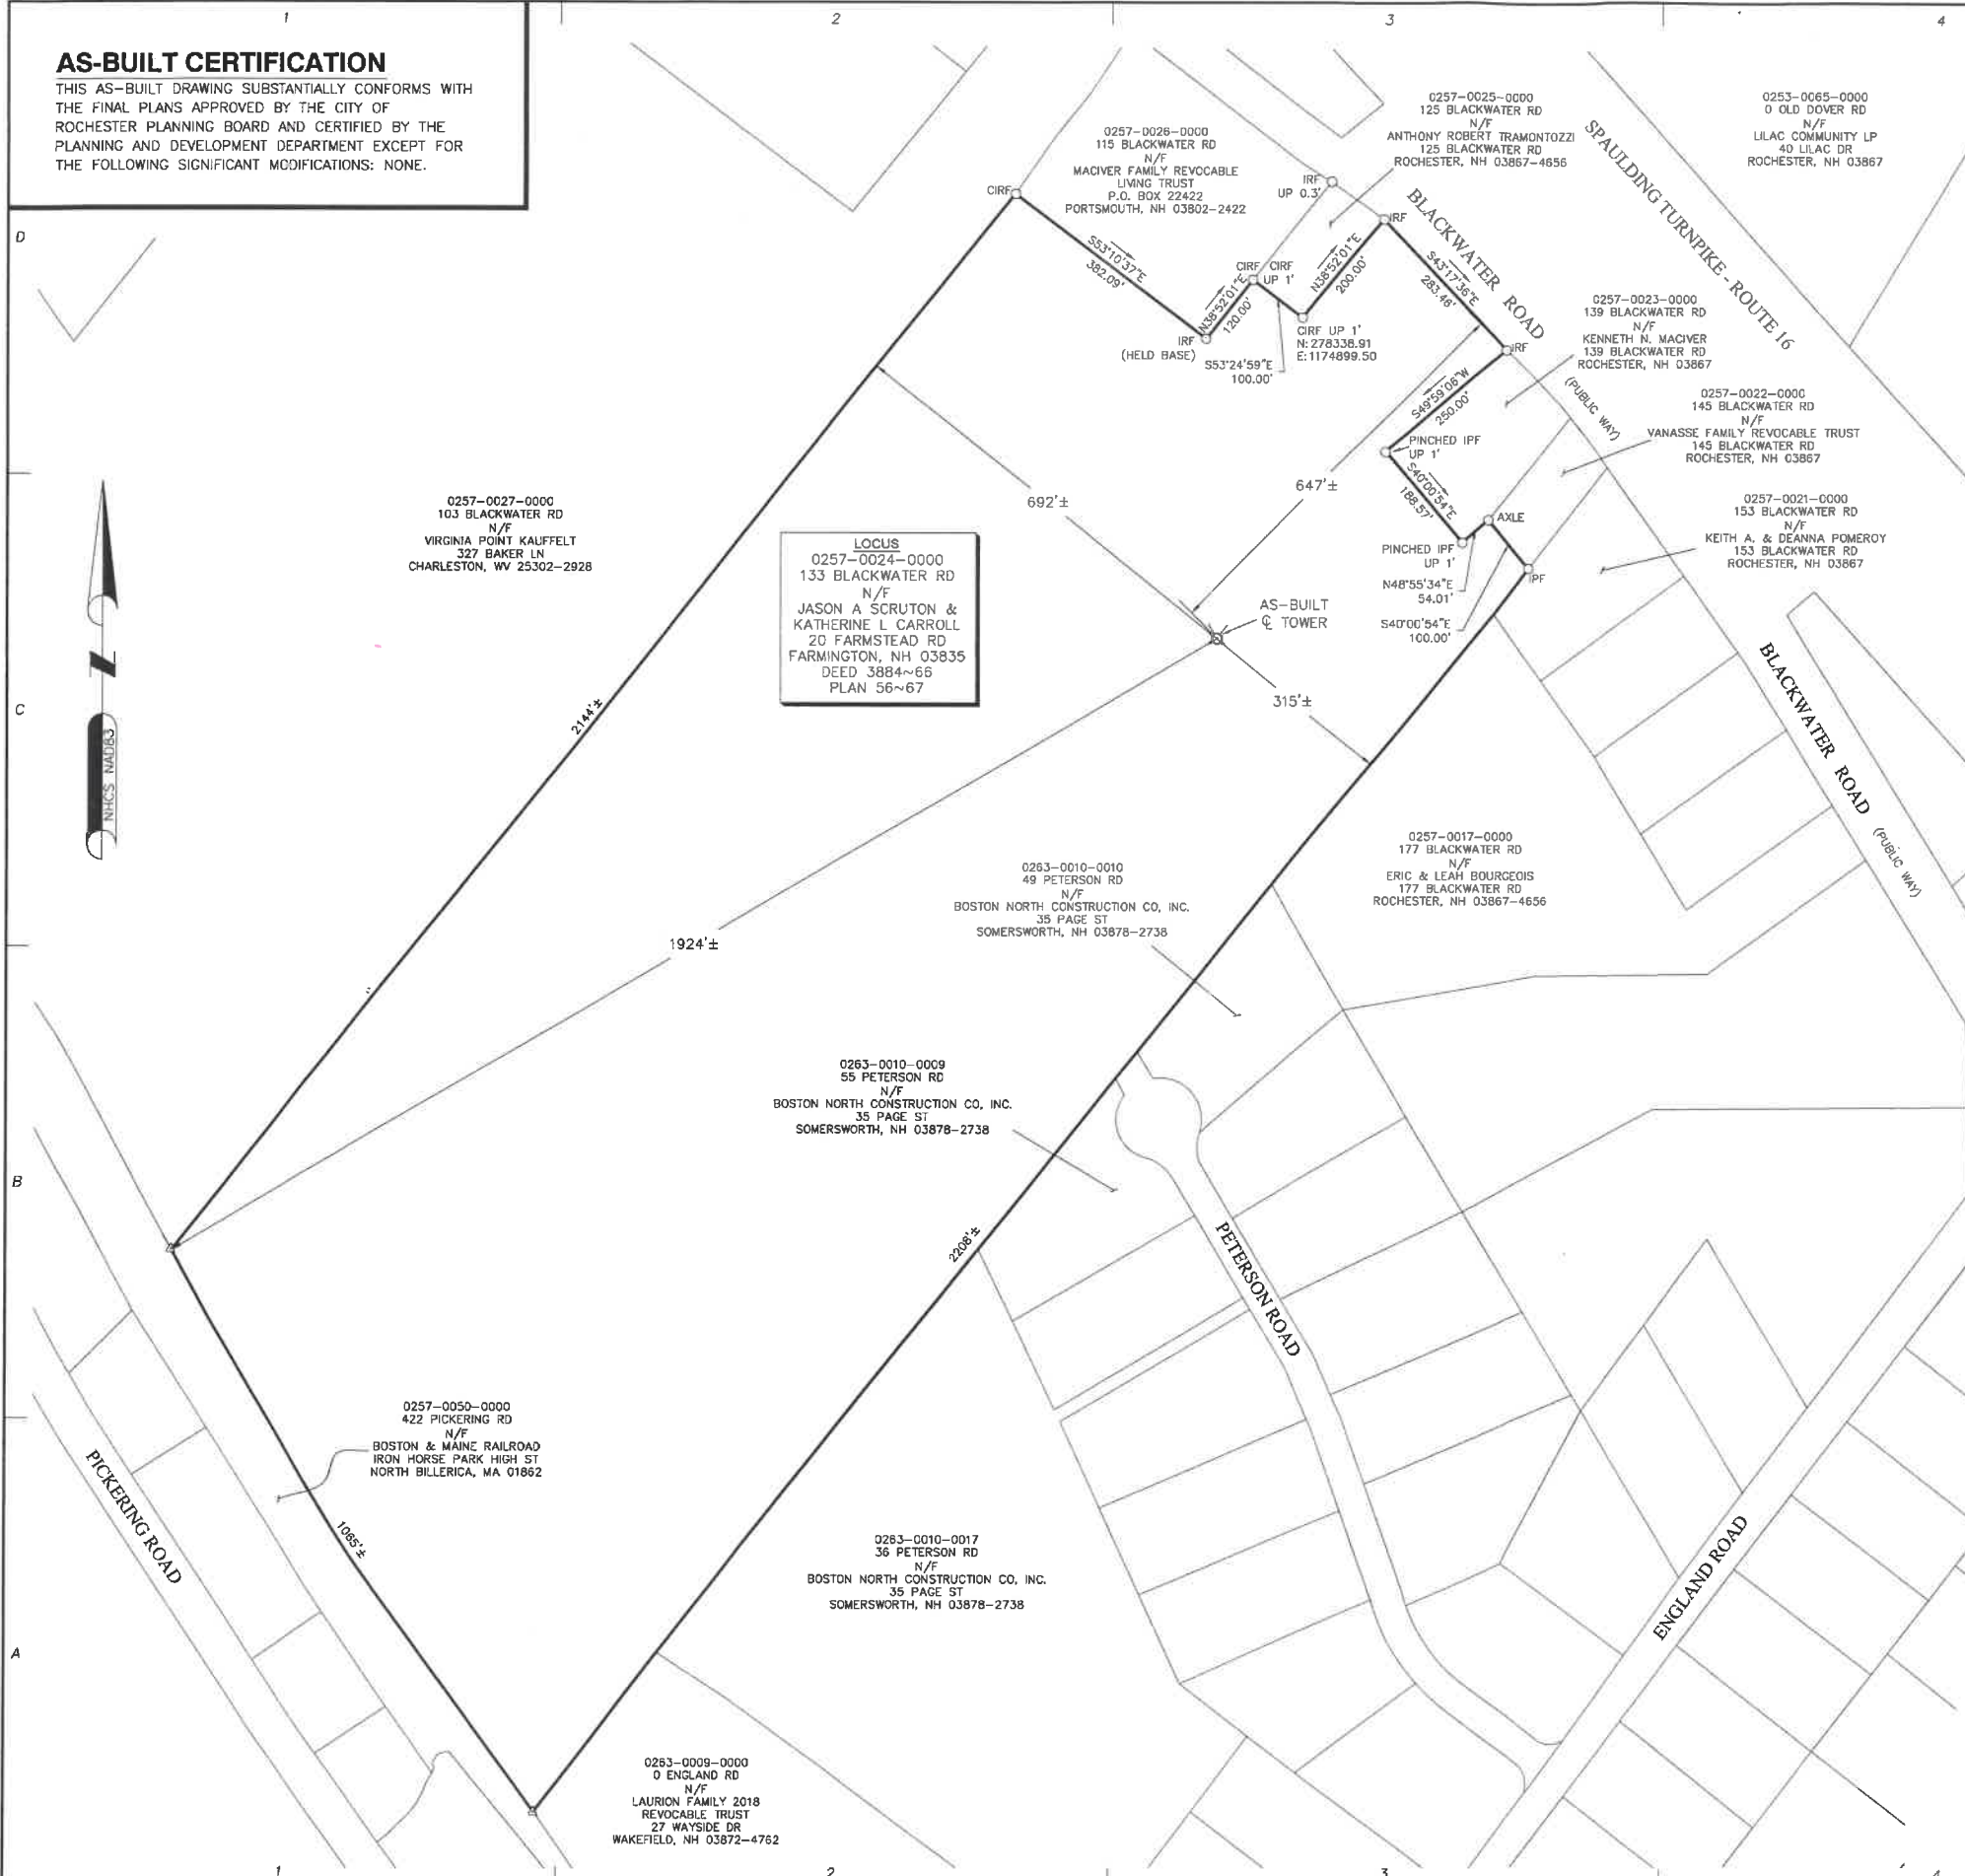 1
2
3
4
AS-BUILT CERTIFICATION
THIS AS-BUILT DRAWING SUBSTANTIALLY CONFORMS WITH
THE FINAL PLANS APPROVED BY THE CITY OF
ROCHESTER PLANNING BOARD AND CERTIFIED BY THE
PLANNING AND DEVELOPMENT DEPARTMENT EXCEPT FOR
THE FOLLOWING SIGNIFICANT MODIFICATIONS: NONE.
0257-0025-0000
125 BLACKWATER RD
N/F
ANTHONY ROBERT TRAMONTOZZI
125 BLACKWATER RD
ROCHESTER, NH 03867-4656
0253-0065-0000
0 OLD DOVER RD
N/F
LILAC COMMUNITY LP
40 LILAC DR
ROCHESTER, NH 03867
0257-0026-0000
115 BLACKWATER RD
N/F
MACIVER FAMILY REVOCABLE
LIVING TRUST
P.O. BOX 22422
PORTSMOUTH, NH 03802-2422
SPAULDING TURNPIKE - ROUTE 16
CIRF
IRF
UP 0.3'
IRF
BLACKWATER ROAD
D
S53°10'37"E
382.09'
N38°52'01"E
120.00'
CIRF
CIRF
UP 1'
N38°52'01"E
200.00'
S43°17'36"E
283.46'
IRF
(HELD BASE)
S53°24'59"E
100.00'
CIRF UP 1'
N: 278338.91
E: 1174899.50
IRF
0257-0023-0000
139 BLACKWATER RD
N/F
KENNETH N. MACIVER
139 BLACKWATER RD
ROCHESTER, NH 03867
(PUBLIC WAY)
S49°59'06"W
250.00'
0257-0022-0000
145 BLACKWATER RD
N/F
VANASSE FAMILY REVOCABLE TRUST
145 BLACKWATER RD
ROCHESTER, NH 03867
PINCHED IPF
UP 1'
S40°00'54"E
188.57'
647'±
692'±
0257-0021-0000
153 BLACKWATER RD
N/F
KEITH A. & DEANNA POMEROY
153 BLACKWATER RD
ROCHESTER, NH 03867
AXLE
PINCHED IPF
UP 1'
IPF
N48°55'34"E
54.01'
S40°00'54"E
100.00'
0257-0027-0000
103 BLACKWATER RD
N/F
VIRGINIA POINT KAUFFELT
327 BAKER LN
CHARLESTON, WV 25302-2928
LOCUS
0257-0024-0000
133 BLACKWATER RD
N/F
JASON A SCRUTON &
KATHERINE L CARROLL
20 FARMSTEAD RD
FARMINGTON, NH 03835
DEED 3884~66
PLAN 56~67
AS-BUILT
℄ TOWER
315'±
N
NHCS NAD83
C
2144'±
BLACKWATER ROAD
(PUBLIC WAY)
0257-0017-0000
177 BLACKWATER RD
N/F
ERIC & LEAH BOURGEOIS
177 BLACKWATER RD
ROCHESTER, NH 03867-4656
0263-0010-0010
49 PETERSON RD
N/F
BOSTON NORTH CONSTRUCTION CO, INC.
35 PAGE ST
SOMERSWORTH, NH 03878-2738
1924'±
0263-0010-0009
55 PETERSON RD
N/F
BOSTON NORTH CONSTRUCTION CO, INC.
35 PAGE ST
SOMERSWORTH, NH 03878-2738
B
2208'±
PETERSON ROAD
0257-0050-0000
422 PICKERING RD
N/F
BOSTON & MAINE RAILROAD
IRON HORSE PARK HIGH ST
NORTH BILLERICA, MA 01862
PICKERING ROAD
1065'±
0263-0010-0017
36 PETERSON RD
N/F
BOSTON NORTH CONSTRUCTION CO, INC.
35 PAGE ST
SOMERSWORTH, NH 03878-2738
ENGLAND ROAD
A
0263-0009-0000
0 ENGLAND RD
N/F
LAURION FAMILY 2018
REVOCABLE TRUST
27 WAYSIDE DR
WAKEFIELD, NH 03872-4762
1
2
3
4